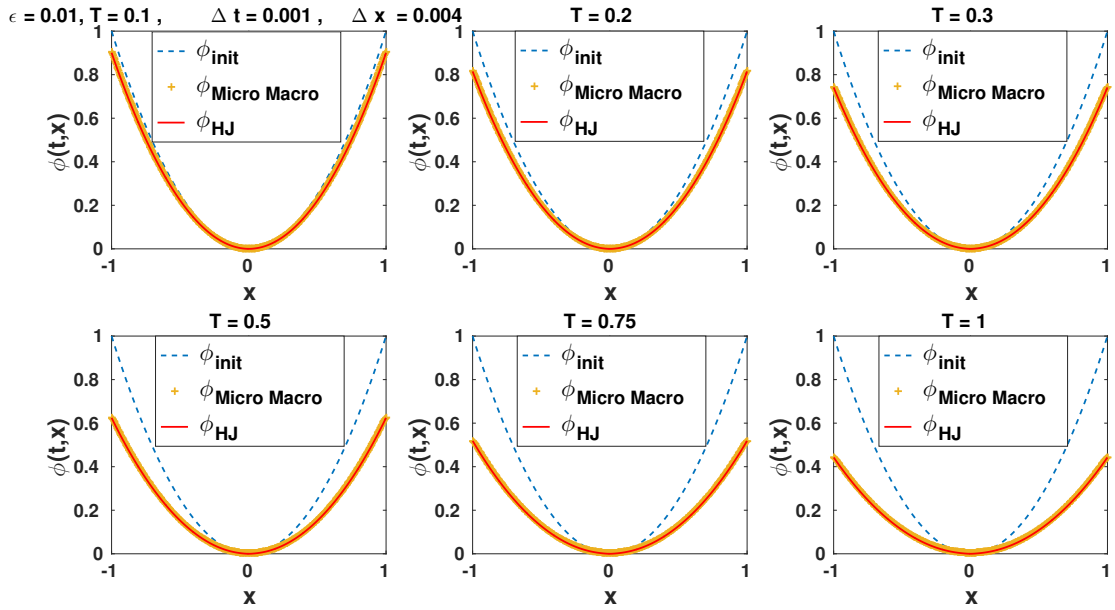 ϵ = 0.01, T = 0.1 , Δ t = 0.001 , Δ x = 0.004
1
0.8
0.6
0.4
0.2
0
ϕ(t,x)
ϕinit
ϕMicro Macro
ϕHJ
-1 0 1
x
T = 0.2
1
0.8
0.6
0.4
0.2
0
ϕ(t,x)
ϕinit
ϕMicro Macro
ϕHJ
-1 0 1
x
T = 0.3
1
0.8
0.6
0.4
0.2
0
ϕ(t,x)
ϕinit
ϕMicro Macro
ϕHJ
-1 0 1
x
T = 0.5
1
0.8
0.6
0.4
0.2
0
ϕ(t,x)
ϕinit
ϕMicro Macro
ϕHJ
-1 0 1
x
T = 0.75
1
0.8
0.6
0.4
0.2
0
ϕ(t,x)
ϕinit
ϕMicro Macro
ϕHJ
-1 0 1
x
T = 1
1
0.8
0.6
0.4
0.2
0
ϕ(t,x)
ϕinit
ϕMicro Macro
ϕHJ
-1 0 1
x